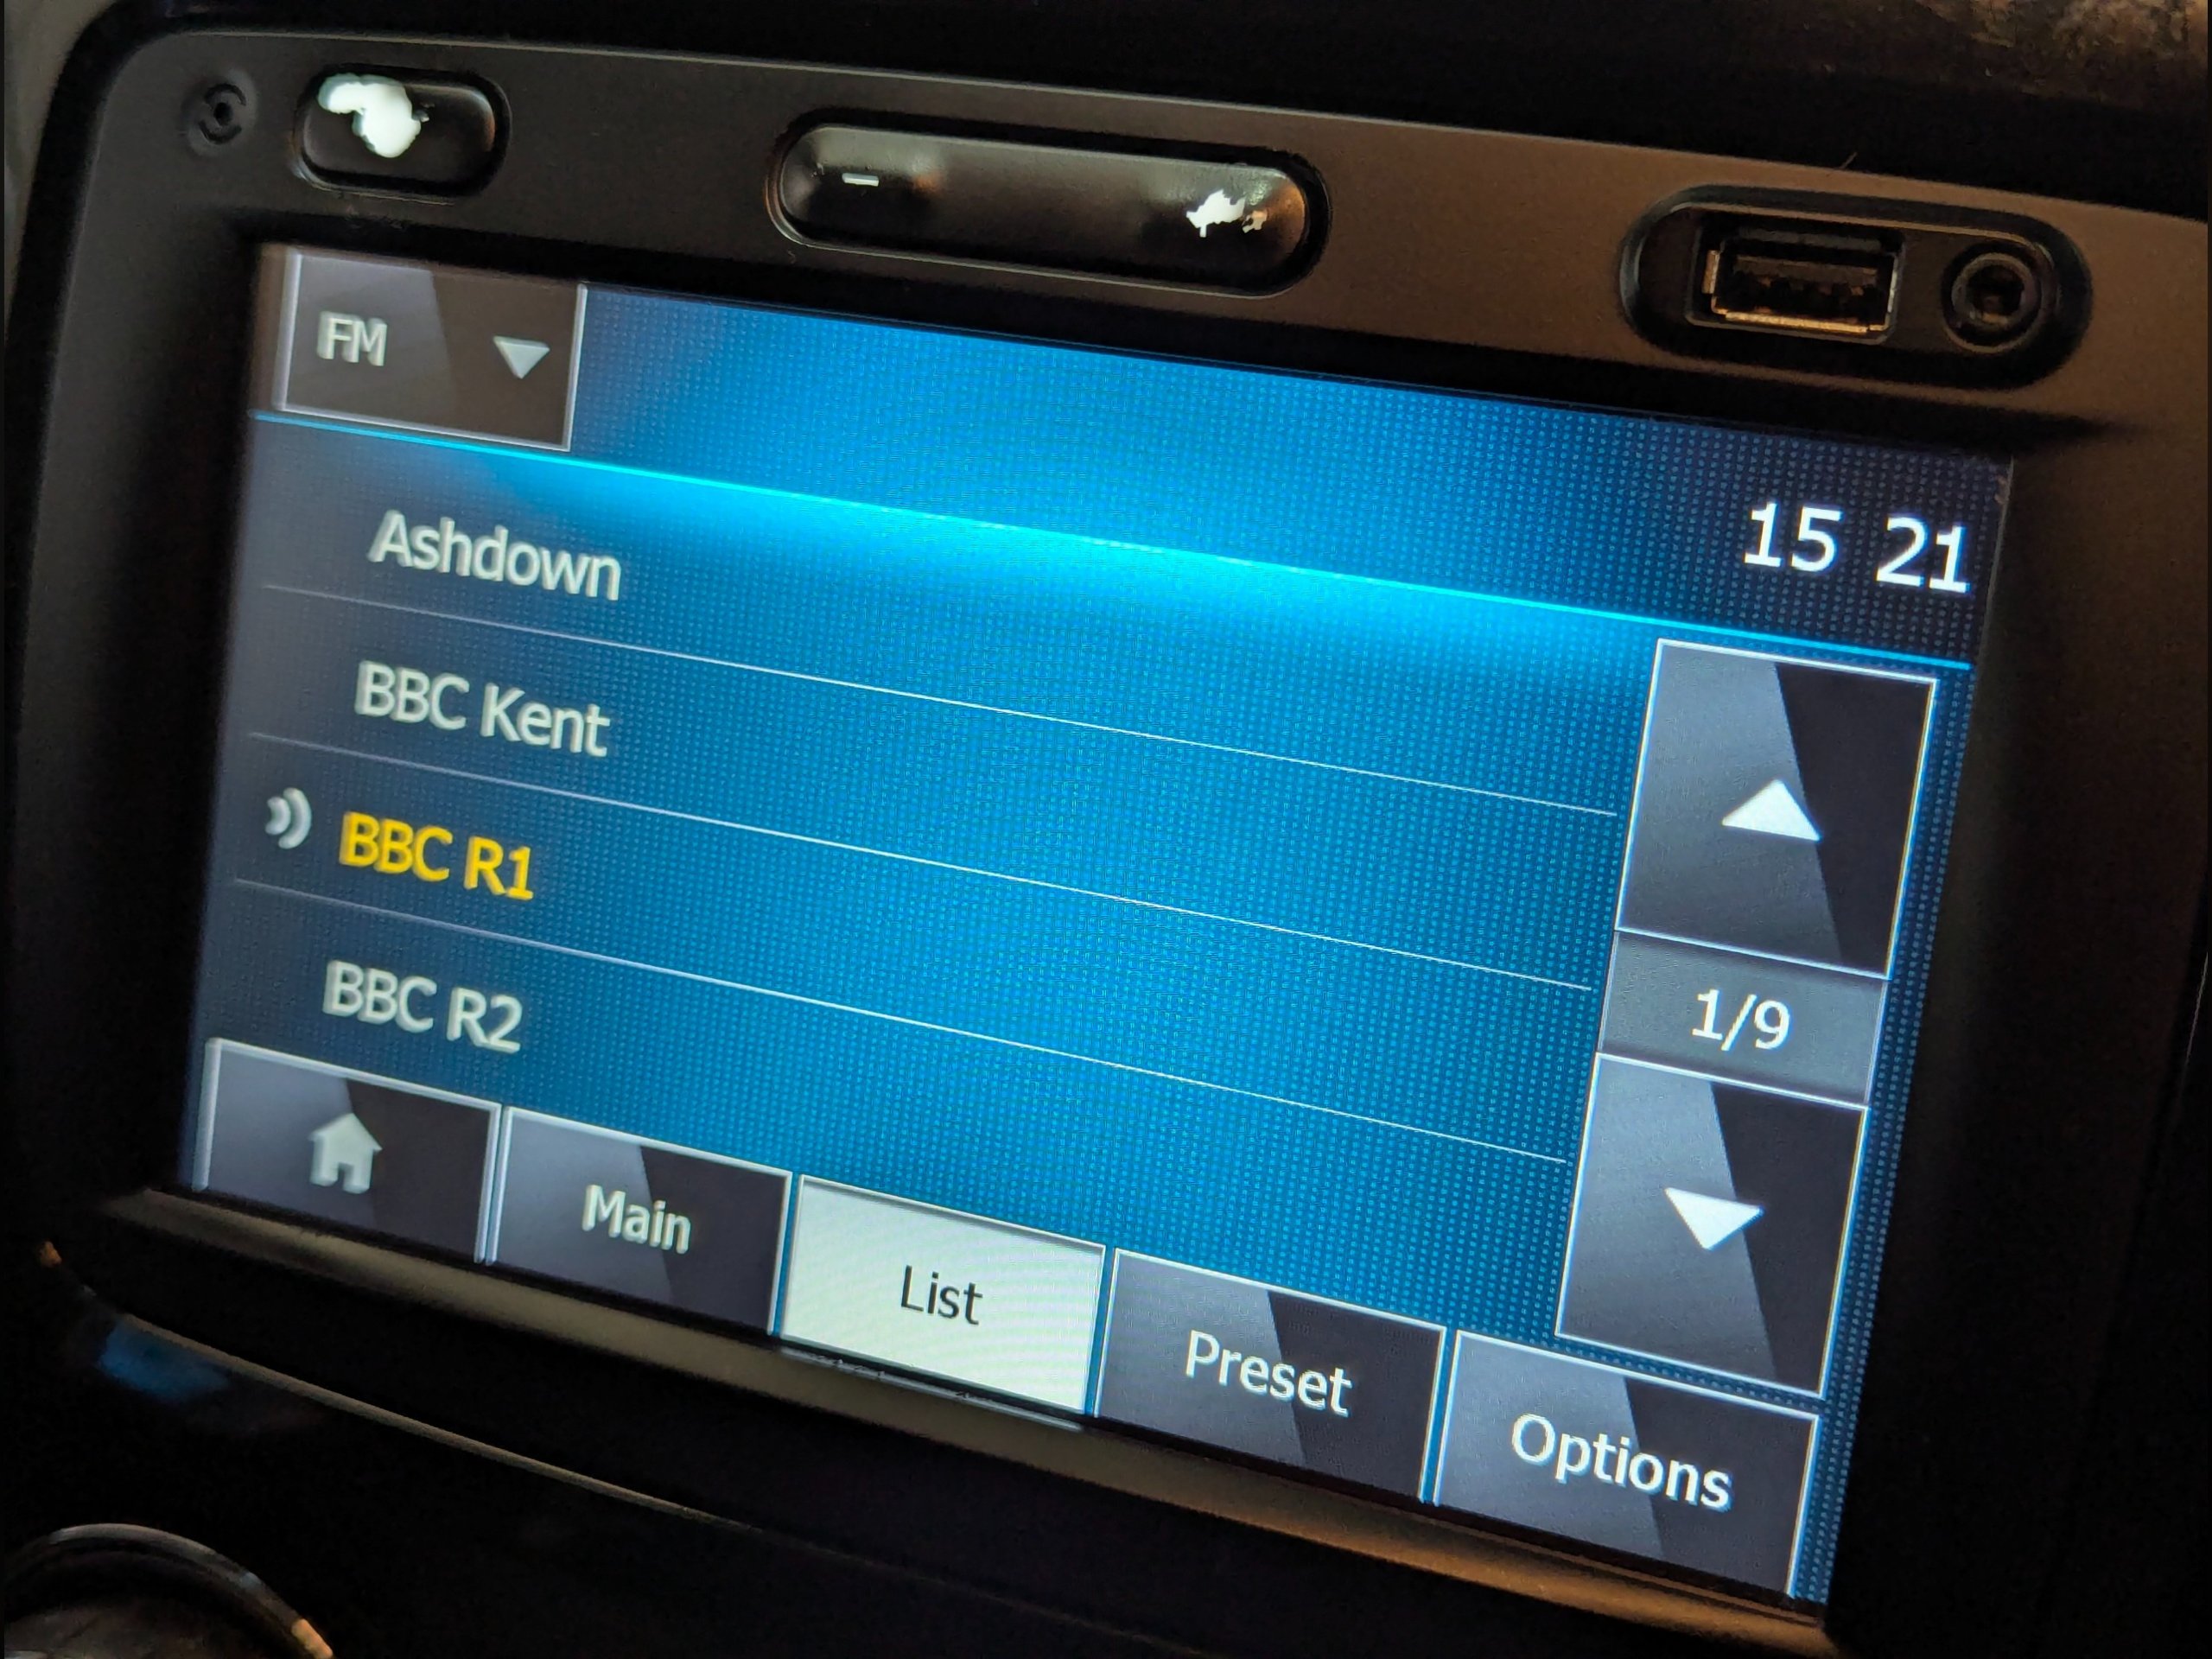 FM
15 21
Ashdown
BBC Kent
BBC R1
BBC R2
1/9
Main
List
Preset
Options